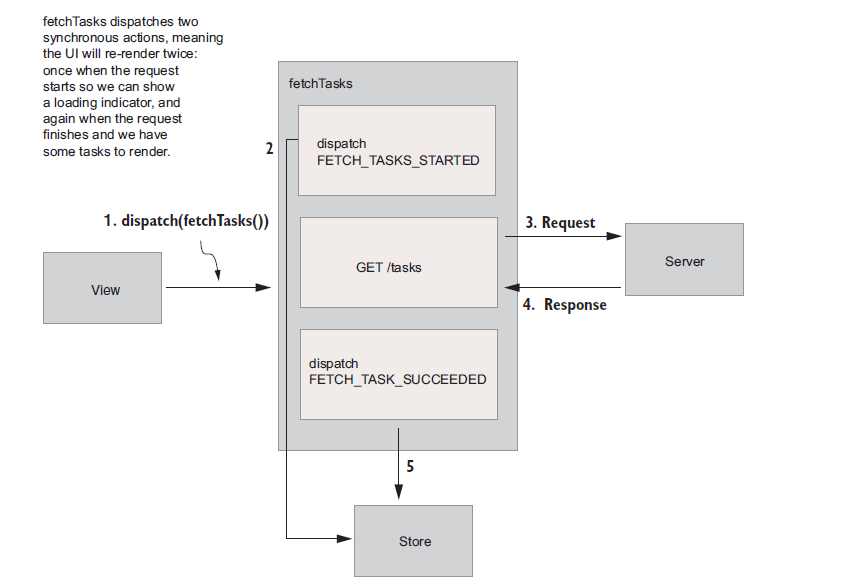 fetchTasks dispatches two
synchronous actions, meaning
the UI will re-render twice:
once when the request
starts so we can show
a loading indicator, and
again when the request
finishes and we have
some tasks to render.
fetchTasks
2
dispatch
FETCH_TASKS_STARTED
1. dispatch(fetchTasks())
3. Request
View
GET /tasks
Server
4. Response
dispatch
FETCH_TASK_SUCCEEDED
5
Store